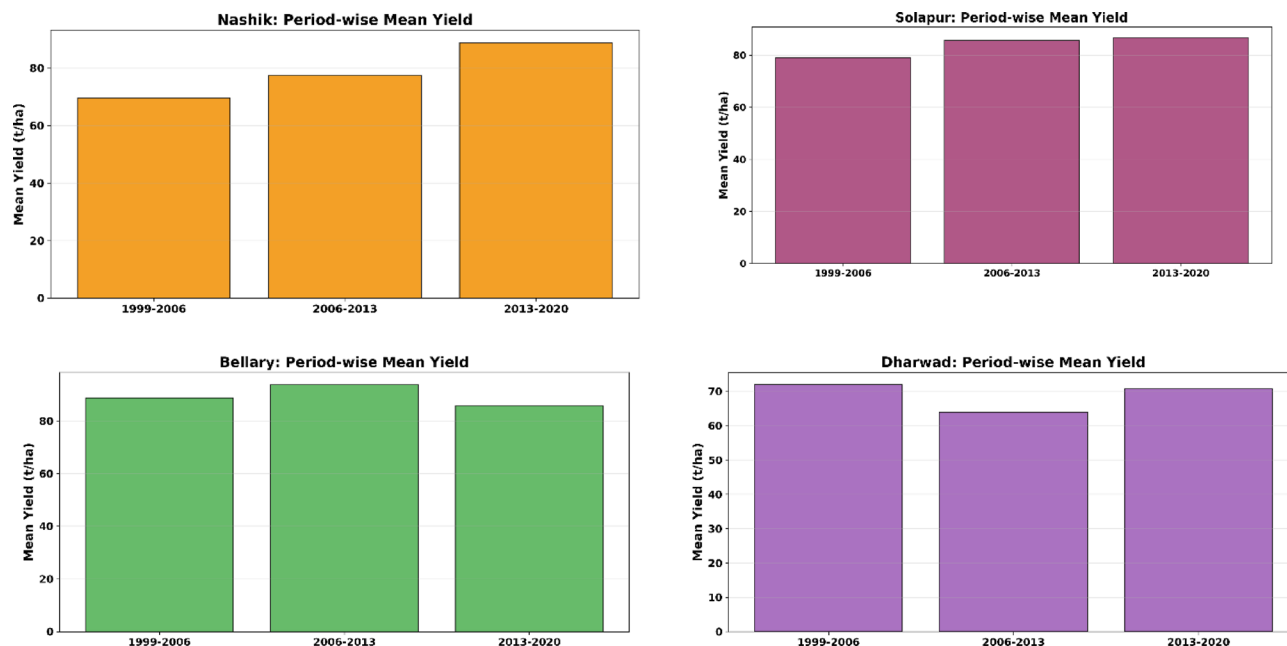 Nashik: Period-wise Mean Yield
Mean Yield (t/ha)
80
60
40
20
0
1999-2006 2006-2013 2013-2020
Solapur: Period-wise Mean Yield
Mean Yield (t/ha)
80
60
40
20
0
1999-2006 2006-2013 2013-2020
Bellary: Period-wise Mean Yield
Mean Yield (t/ha)
80
60
40
20
0
1999-2006 2006-2013 2013-2020
Dharwad: Period-wise Mean Yield
Mean Yield (t/ha)
70
60
50
40
30
20
10
0
1999-2006 2006-2013 2013-2020